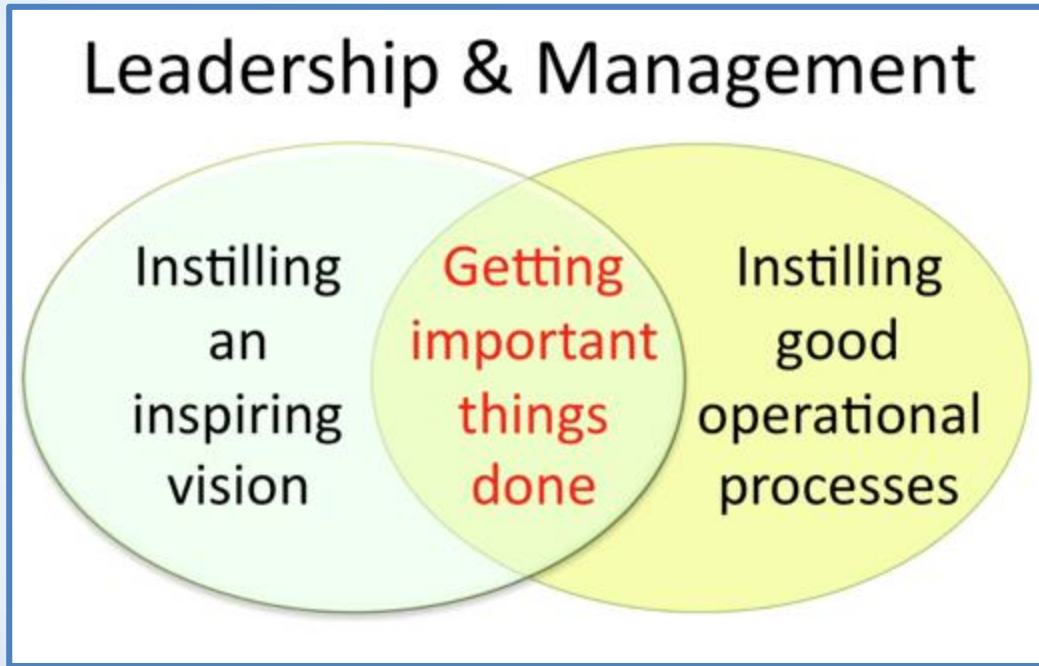 Leadership & Management
Instilling
an
inspiring
vision
Getting
important
things
done
Instilling
good
operational
processes